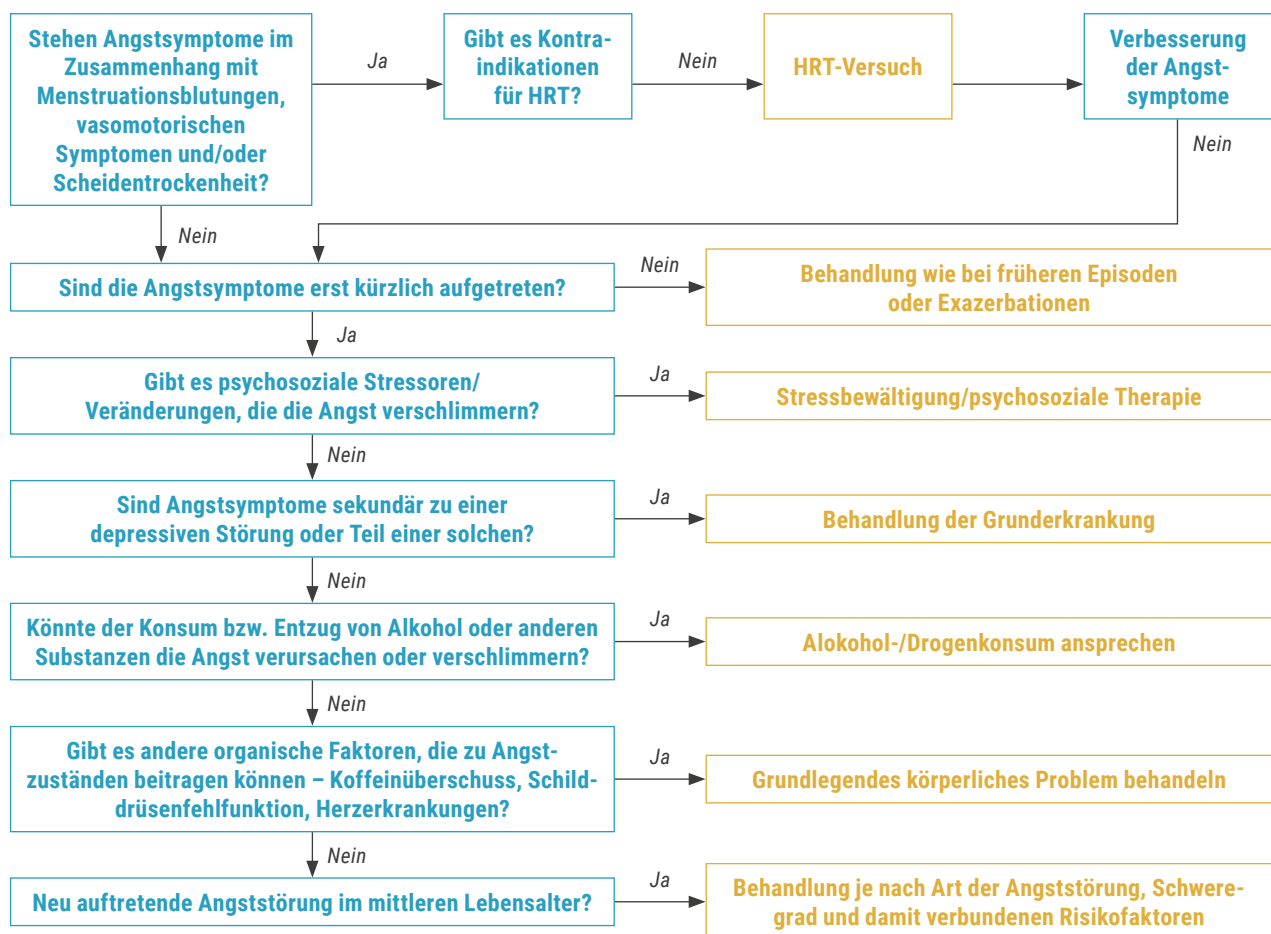 Stehen Angstsymptome im
Zusammenhang mit
Menstruationsblutungen,
vasomotorischen
Symptomen und/oder
Scheidentrockenheit?
Ja
Gibt es Kontra-
indikationen
für HRT?
Nein
HRT-Versuch
Verbesserung
der Angst-
symptome
Nein
Nein
Sind die Angstsymptome erst kürzlich aufgetreten?
Nein
Behandlung wie bei früheren Episoden
oder Exazerbationen
Ja
Gibt es psychosoziale Stressoren/
Veränderungen, die die Angst verschlimmern?
Ja
Stressbewältigung/psychosoziale Therapie
Nein
Sind Angstsymptome sekundär zu einer
depressiven Störung oder Teil einer solchen?
Ja
Behandlung der Grunderkrankung
Nein
Könnte der Konsum bzw. Entzug von Alkohol oder anderen
Substanzen die Angst verursachen oder verschlimmern?
Ja
Alokohol-/Drogenkonsum ansprechen
Nein
Gibt es andere organische Faktoren, die zu Angst-
zuständen beitragen können – Koffeinüberschuss, Schild-
drüsenfehlfunktion, Herzerkrankungen?
Ja
Grundlegendes körperliches Problem behandeln
Nein
Neu auftretende Angststörung im mittleren Lebensalter?
Ja
Behandlung je nach Art der Angststörung, Schwere-
grad und damit verbundenen Risikofaktoren